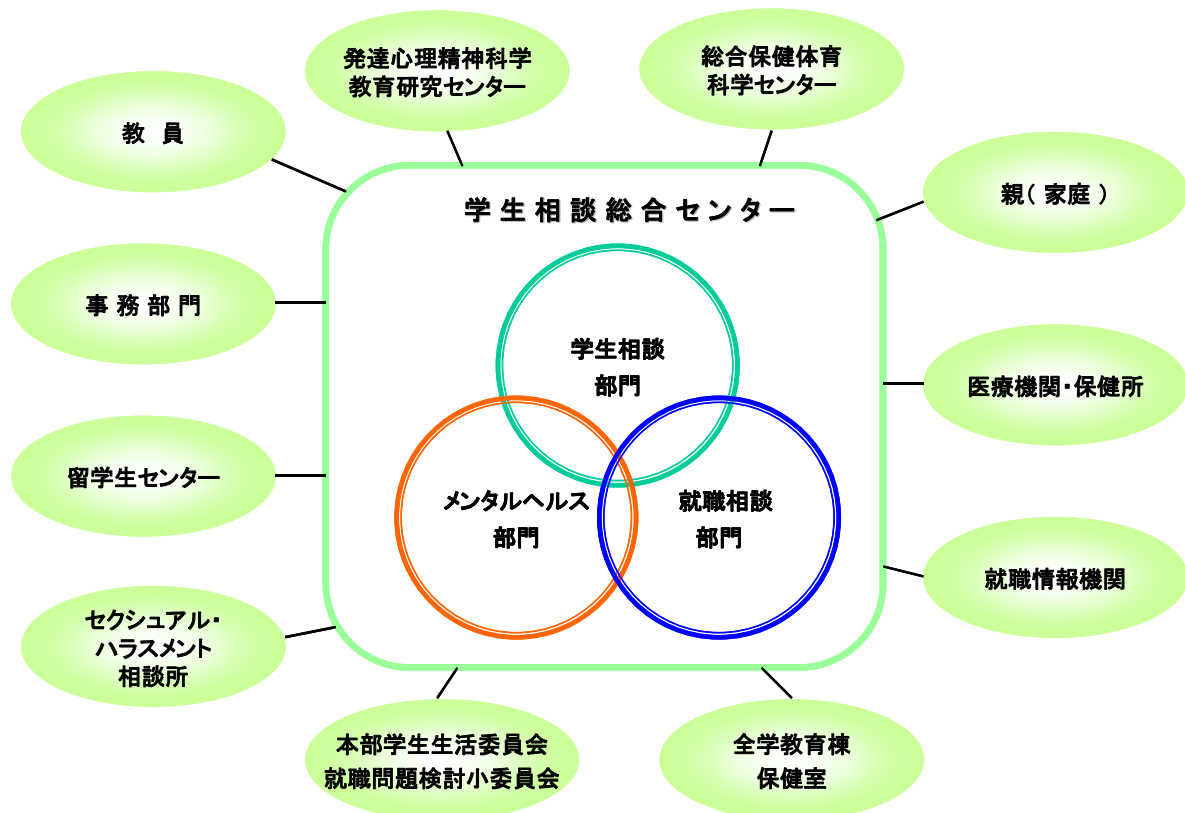 発達心理精神科学
教育研究センター
総合保健体育
科学センター
教 員
親( 家庭 )
学 生 相 談 総 合 セ ン タ ー
事 務 部 門
学生相談
部門
医療機関・保健所
留学生センター
メンタルヘルス
部門
就職相談
部門
就職情報機関
セクシュアル・
ハラスメント
相談所
本部学生生活委員会
就職問題検討小委員会
全学教育棟
保健室